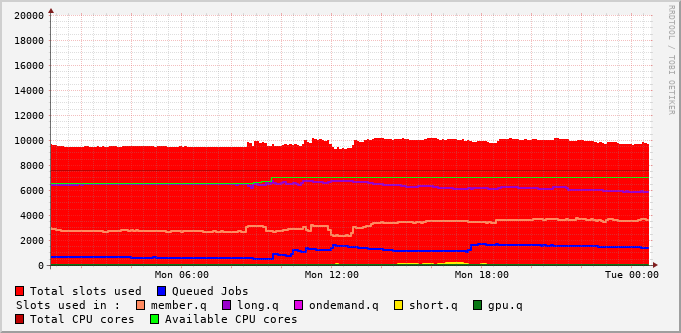 RRDTOOL / TOBI OETIKER
20000
18000
16000
14000
12000
10000
8000
6000
4000
2000
0
Mon 06:00 Mon 12:00 Mon 18:00 Tue 00:00
Total slots used Queued Jobs
Slots used in : member.q long.q ondemand.q short.q gpu.q
Total CPU cores Available CPU cores